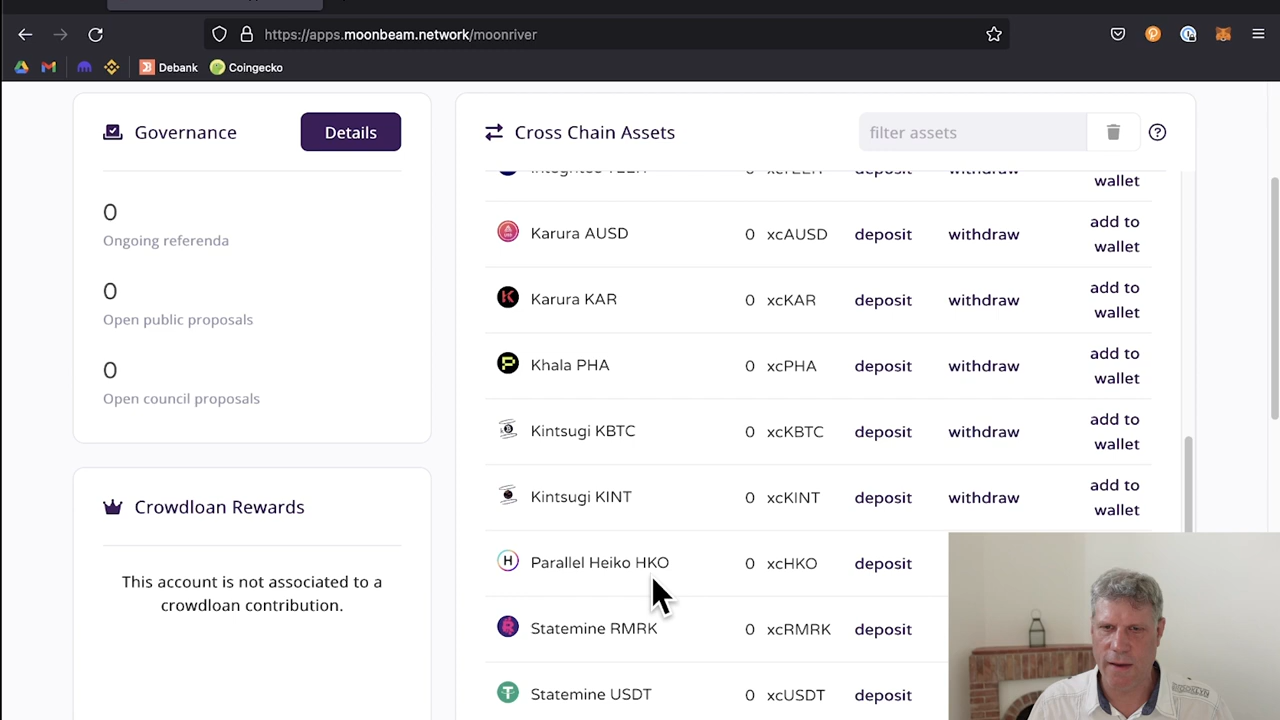 https://apps.moonbeam.network/moonriver
Debank
Coingecko
Governance
Details
0
Ongoing referenda
0
Open public proposals
0
Open council proposals
Crowdloan Rewards
This account is not associated to a
crowdloan contribution.
Cross Chain Assets
filter assets
wallet
Karura AUSD 0 xcAUSD deposit withdraw add to
wallet
Karura KAR 0 xcKAR deposit withdraw add to
wallet
Khala PHA 0 xcPHA deposit withdraw add to
wallet
Kintsugi KBTC 0 xcKBTC deposit withdraw add to
wallet
Kintsugi KINT 0 xcKINT deposit withdraw add to
wallet
Parallel Heiko HKO 0 xcHKO deposit
Statemine RMRK 0 xcRMRK deposit
Statemine USDT 0 xcUSDT deposit